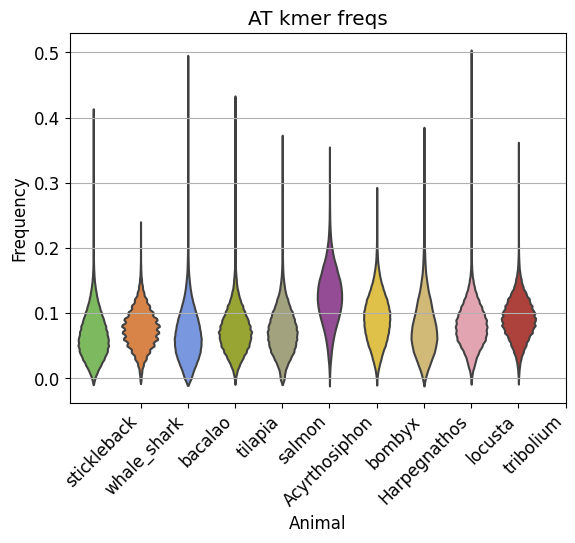 AT kmer freqs
Frequency
0.5
0.4
0.3
0.2
0.1
0.0
stickleback
whale_shark
bacalao
tilapia
salmon
Acyrthosiphon
bombyx
Harpegnathos
locusta
tribolium
Animal